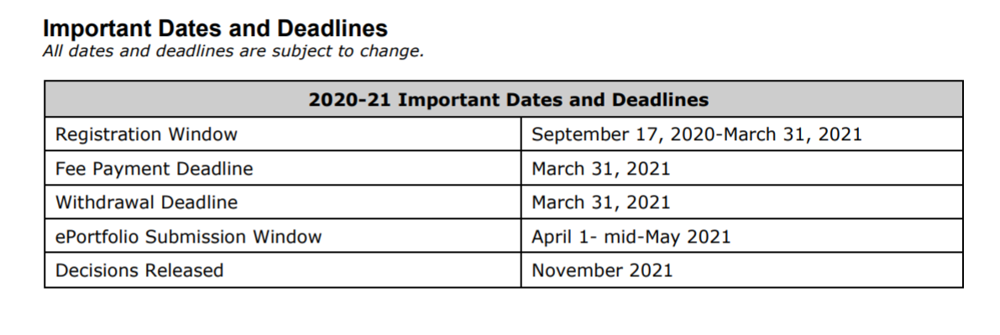 Important Dates and Deadlines
All dates and deadlines are subject to change.
2020-21 Important Dates and Deadlines
Registration Window September 17, 2020-March 31, 2021
Fee Payment Deadline March 31, 2021
Withdrawal Deadline March 31, 2021
ePortfolio Submission Window April 1- mid-May 2021
Decisions Released November 2021